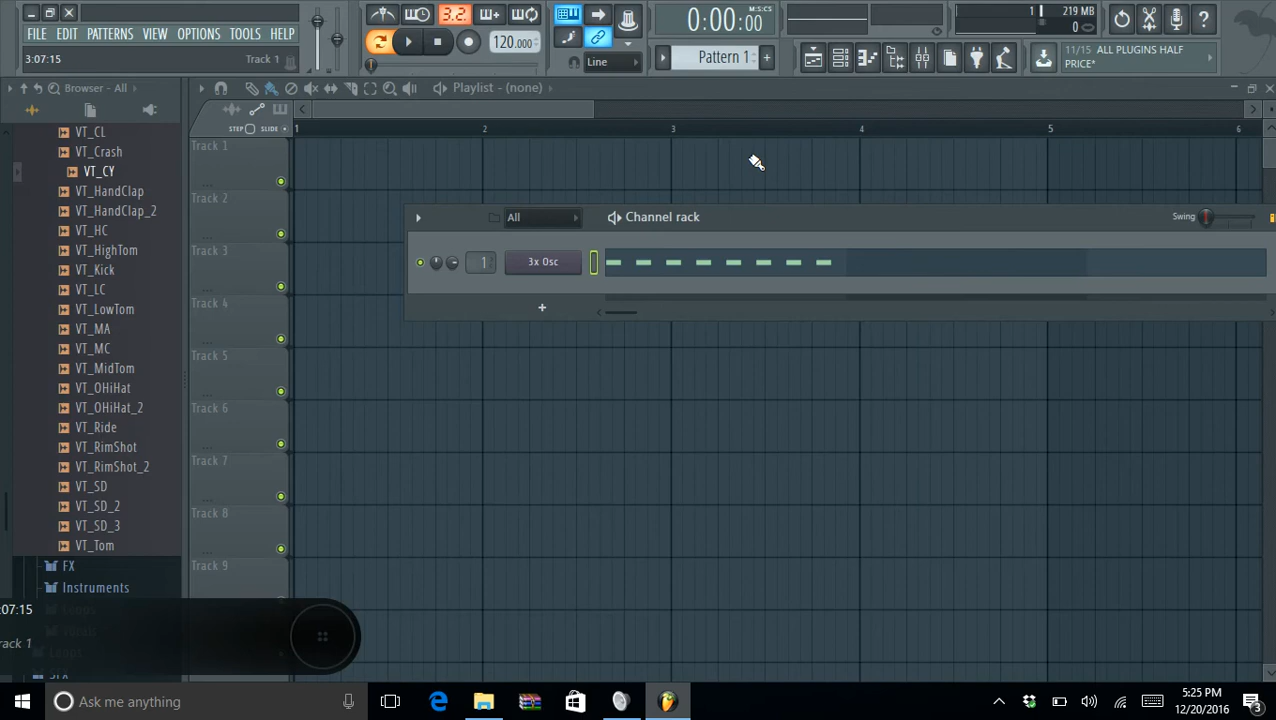 FILE EDIT PATTERNS VIEW OPTIONS TOOLS HELP
3:07:15 Track 1
3.2
120.000
Line
0:00:00
M:S:CS
Pattern 1
1 219 MB
0
11/15 ALL PLUGINS HALF
PRICE*
Browser - All
Playlist - (none)
STEP SLIDE
1 2 3 4 5 6
VT_CL
VT_Crash
VT_CY
VT_HandClap
VT_HandClap_2
VT_HC
VT_HighTom
VT_Kick
VT_LC
VT_LowTom
VT_MA
VT_MC
VT_MidTom
VT_OHiHat
VT_OHiHat_2
VT_Ride
VT_RimShot
VT_RimShot_2
VT_SD
VT_SD_2
VT_SD_3
VT_Tom
FX
Instruments
Track 1
Track 2
Track 3
Track 4
Track 5
Track 6
Track 7
Track 8
Track 9
All Channel rack Swing
1 3x Osc
+
:07:15
rack 1
Ask me anything
5:25 PM
12/20/2016
3